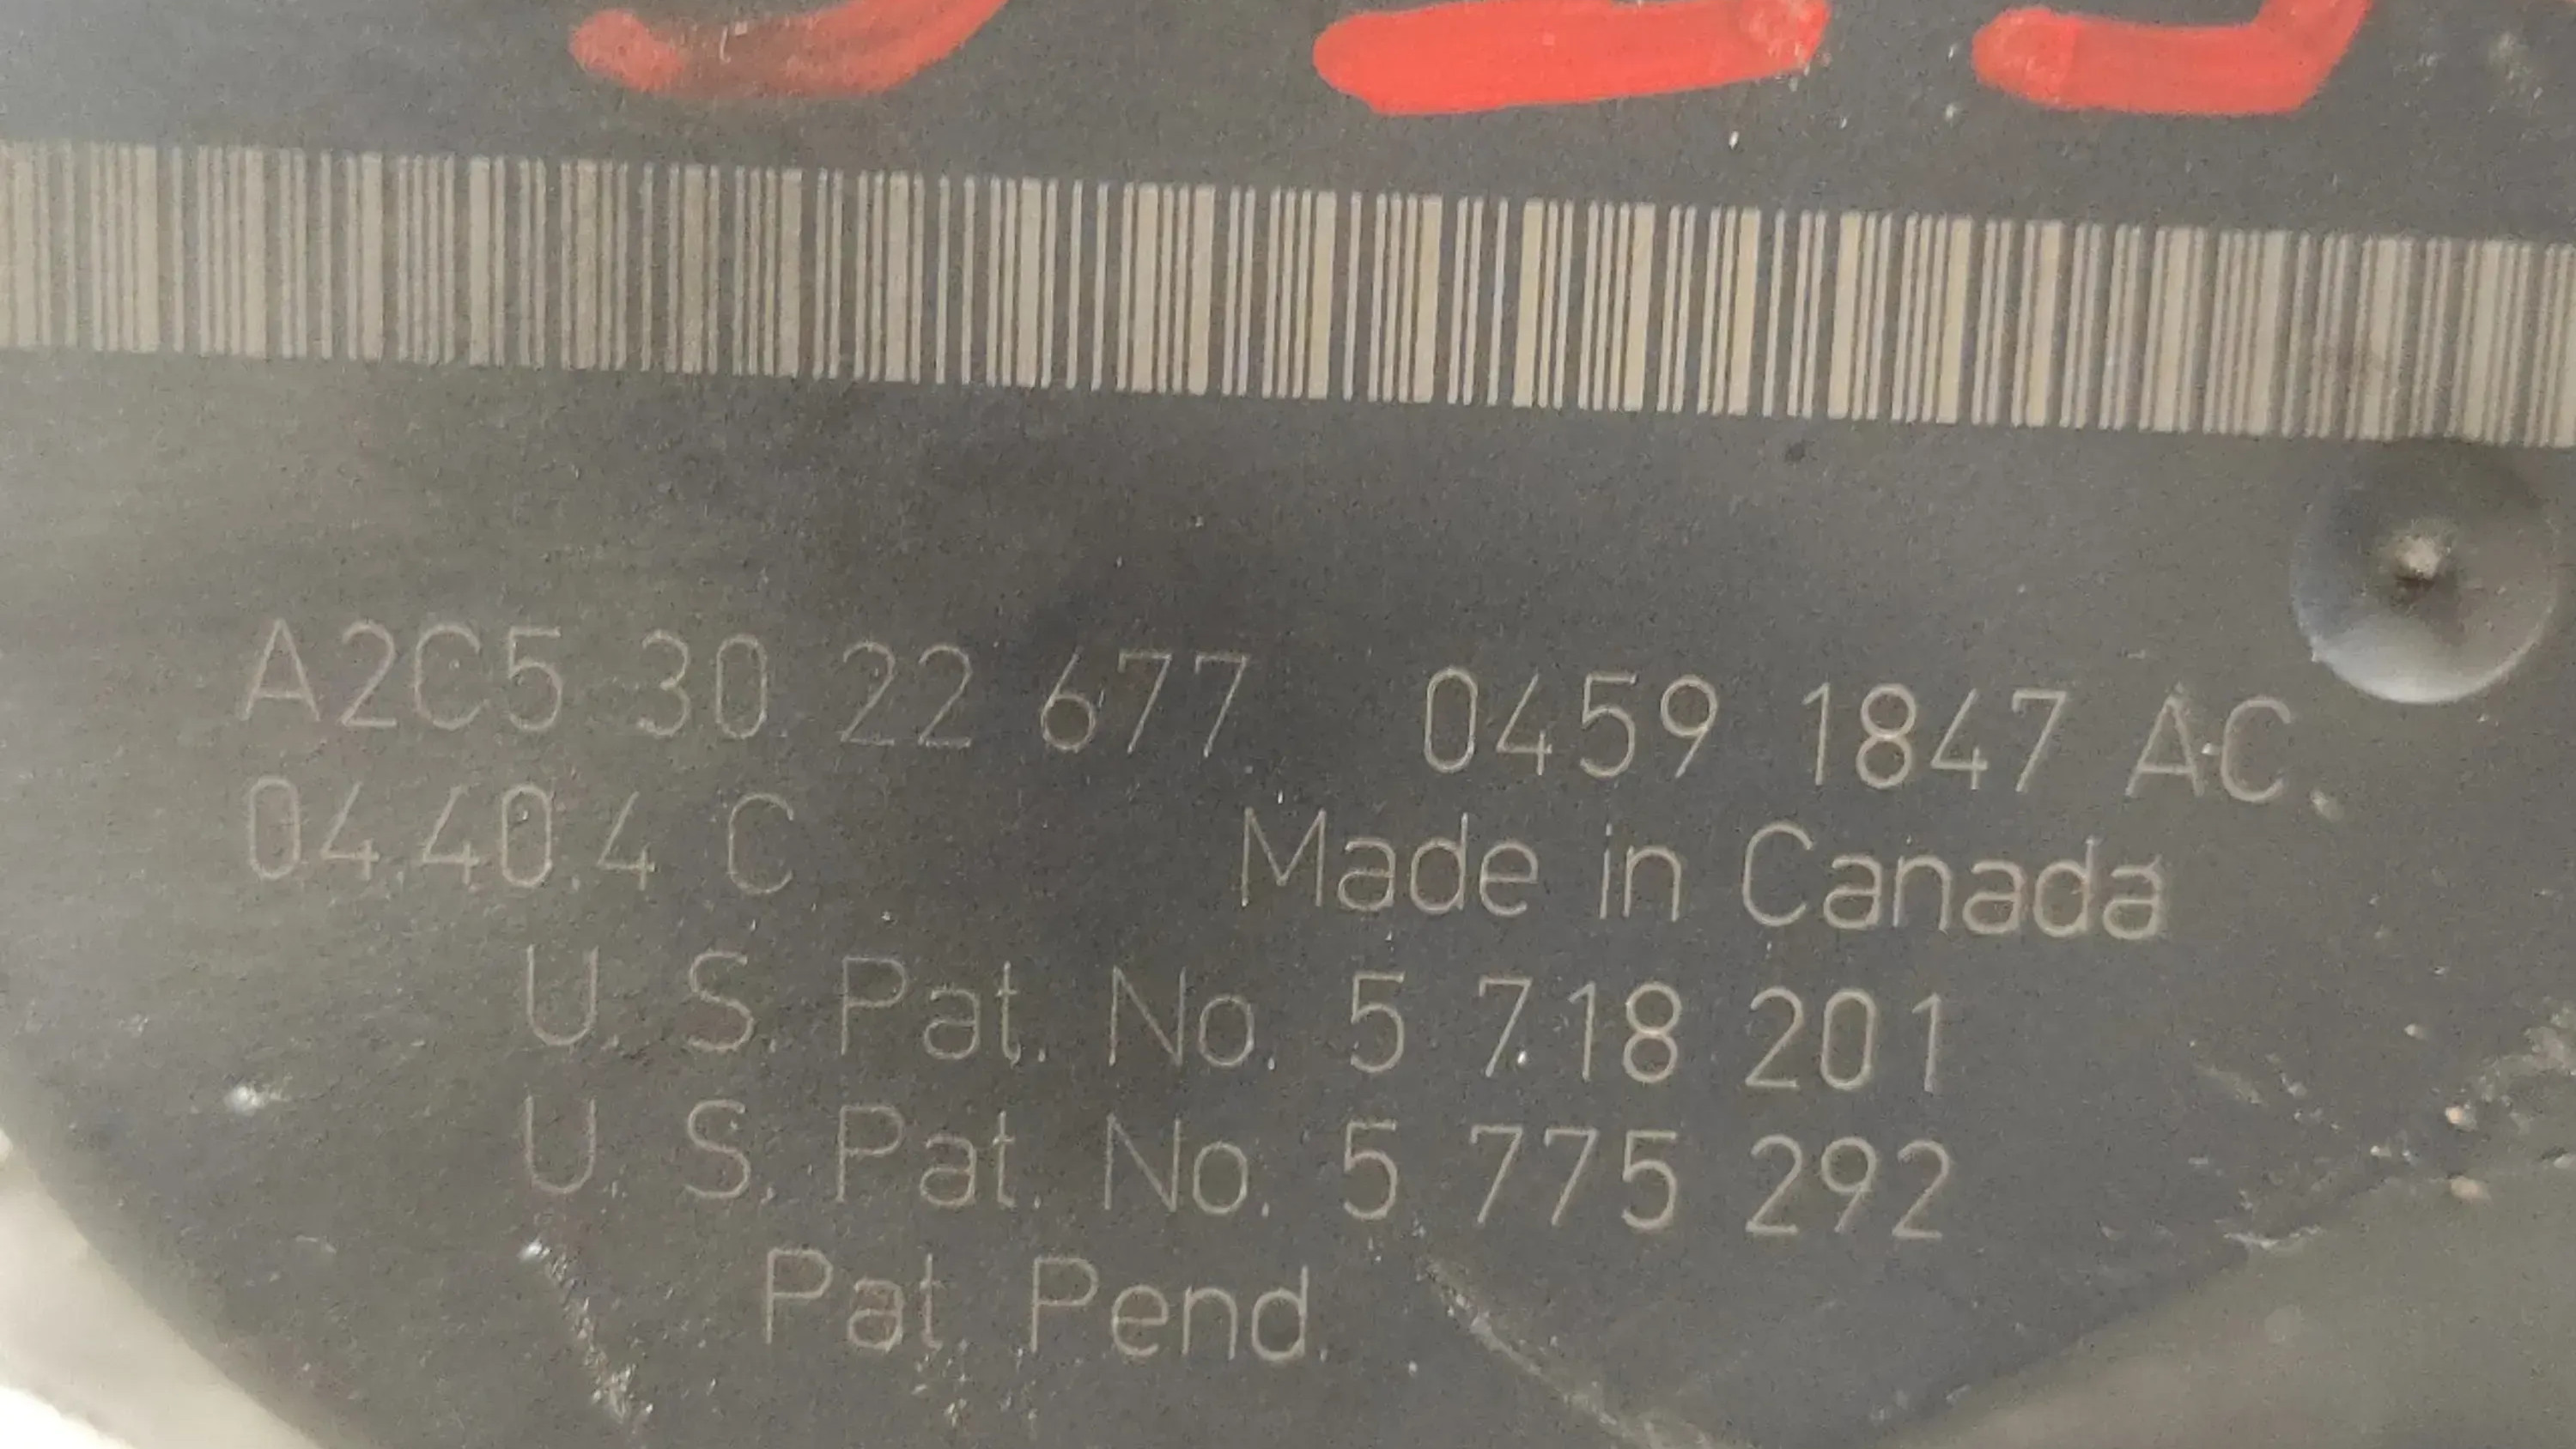 A2C5 30 22 677 0459 1847 AC
04.40.4 C Made in Canada
U. S. Pat. No. 5 718 201
U. S. Pat. No. 5 775 292
Pat. Pend.